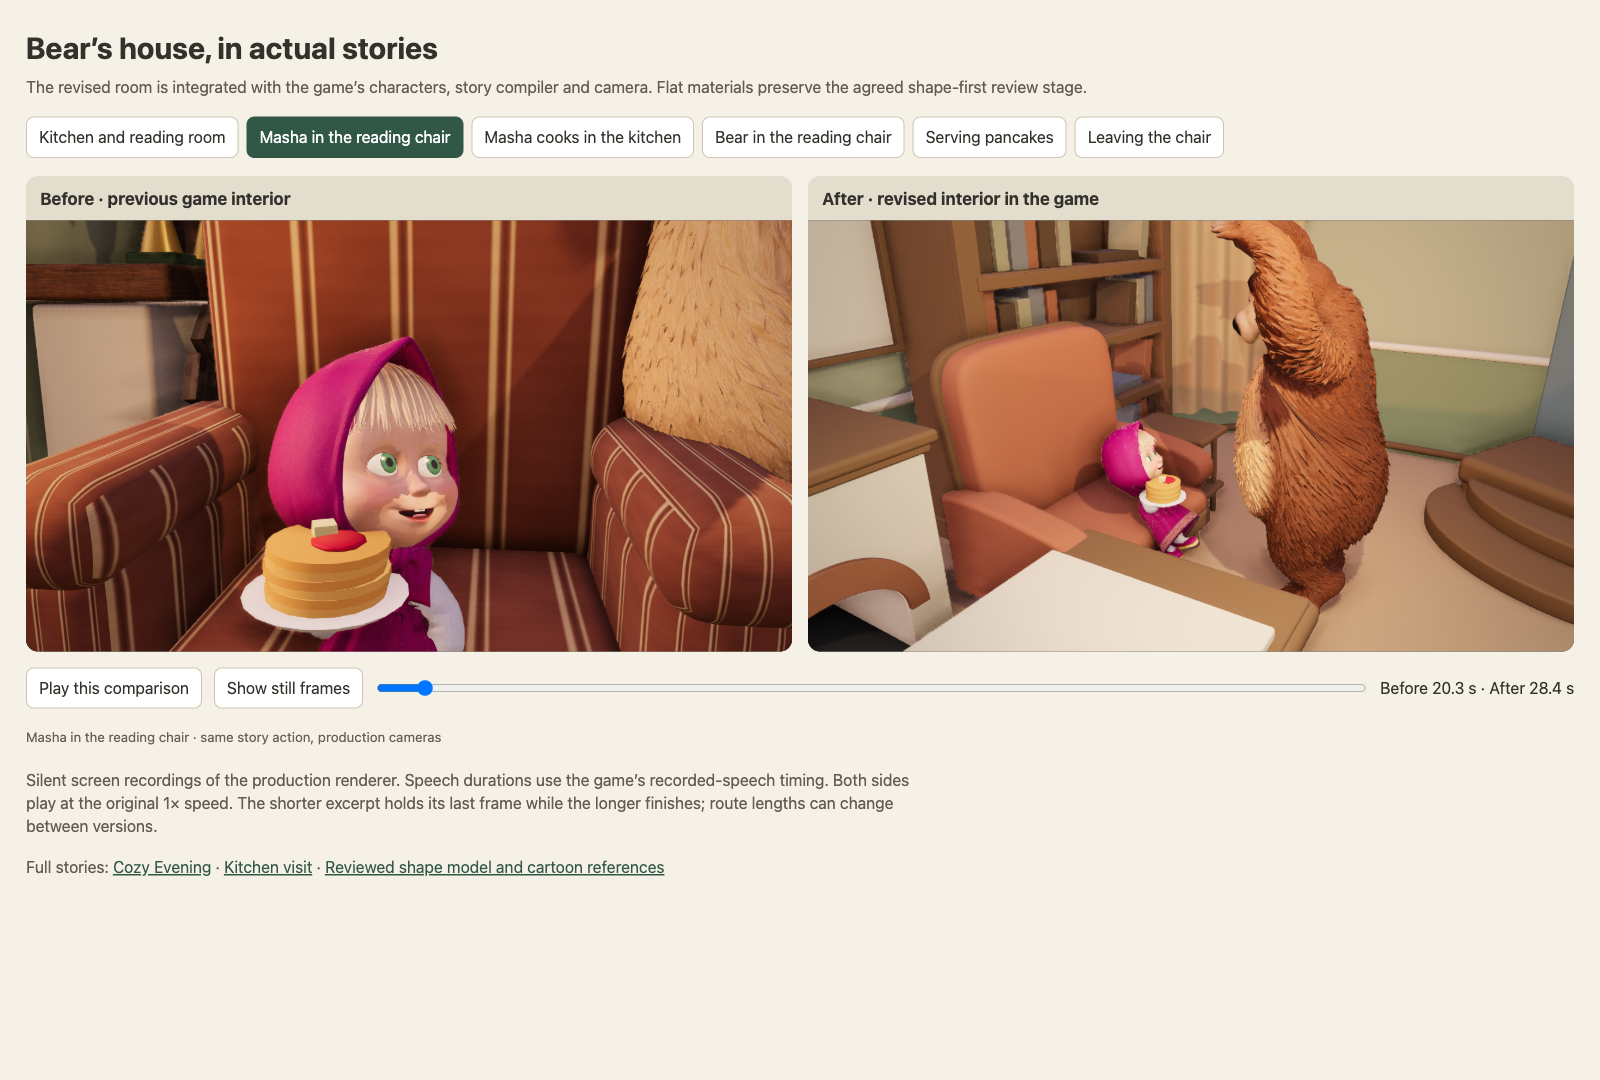 Bear’s house, in actual stories
The revised room is integrated with the game’s characters, story compiler and camera. Flat materials preserve the agreed shape-first review stage.
Kitchen and reading room
Masha in the reading chair
Masha cooks in the kitchen
Bear in the reading chair
Serving pancakes
Leaving the chair
Before · previous game interior
After · revised interior in the game
Play this comparison
Show still frames
Before 20.3 s · After 28.4 s
Masha in the reading chair · same story action, production cameras
Silent screen recordings of the production renderer. Speech durations use the game’s recorded-speech timing. Both sides
play at the original 1× speed. The shorter excerpt holds its last frame while the longer finishes; route lengths can change
between versions.
Full stories: Cozy Evening · Kitchen visit · Reviewed shape model and cartoon references